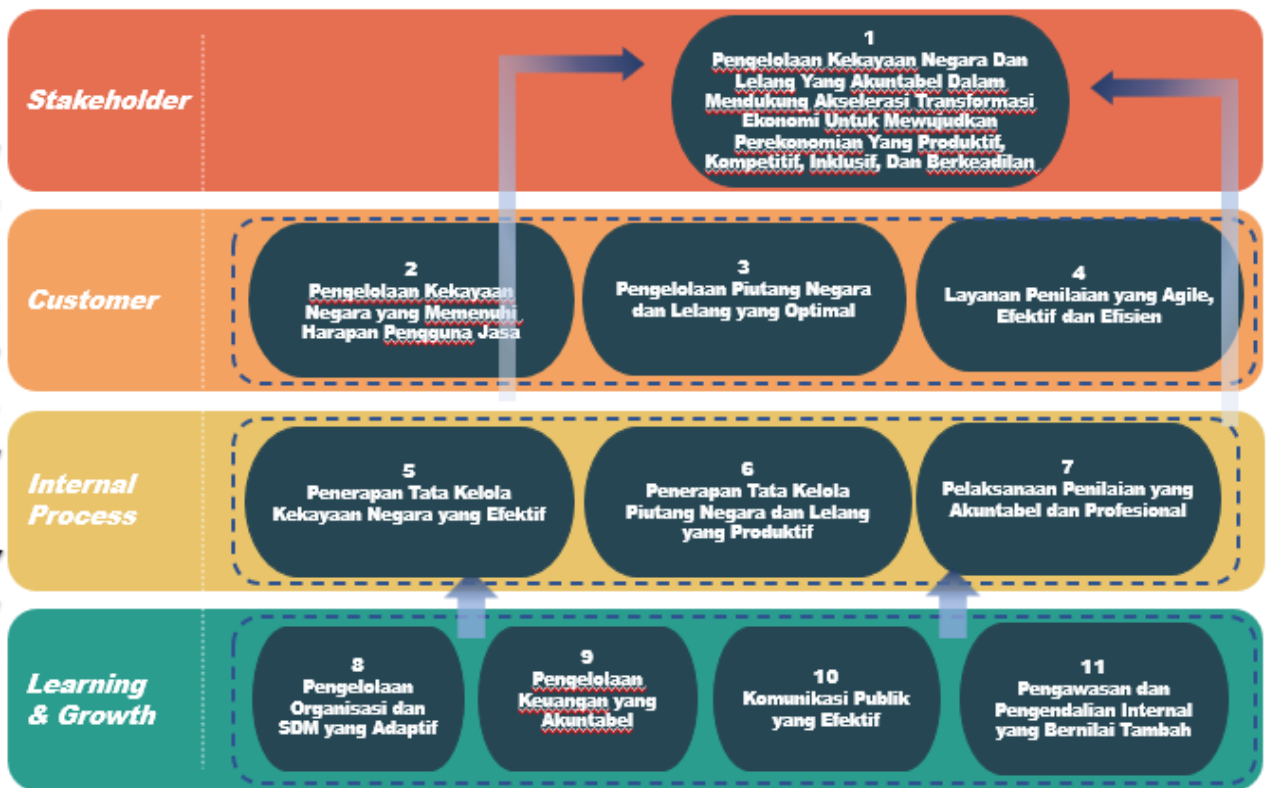 Stakeholder
1
Pengelolaan Kekayaan Negara Dan
Lelang Yang Akuntabel Dalam
Mendukung Akselerasi Transformasi
Ekonomi Untuk Mewujudkan
Perekonomian Yang Produktif,
Kompetitif, Inklusif, Dan Berkeadilan
Customer
2
Pengelolaan Kekayaan
Negara yang Memenuhi
Harapan Pengguna Jasa
3
Pengelolaan Piutang Negara
dan Lelang yang Optimal
4
Layanan Penilaian yang Agile,
Efektif dan Efisien
Internal
Process
5
Penerapan Tata Kelola
Kekayaan Negara yang Efektif
6
Penerapan Tata Kelola
Piutang Negara dan Lelang
yang Produktif
7
Pelaksanaan Penilaian yang
Akuntabel dan Profesional
Learning
& Growth
8
Pengelolaan
Organisasi dan
SDM yang Adaptif
9
Pengelolaan
Keuangan yang
Akuntabel
10
Komunikasi Publik
yang Efektif
11
Pengawasan dan
Pengendalian Internal
yang Bernilai Tambah